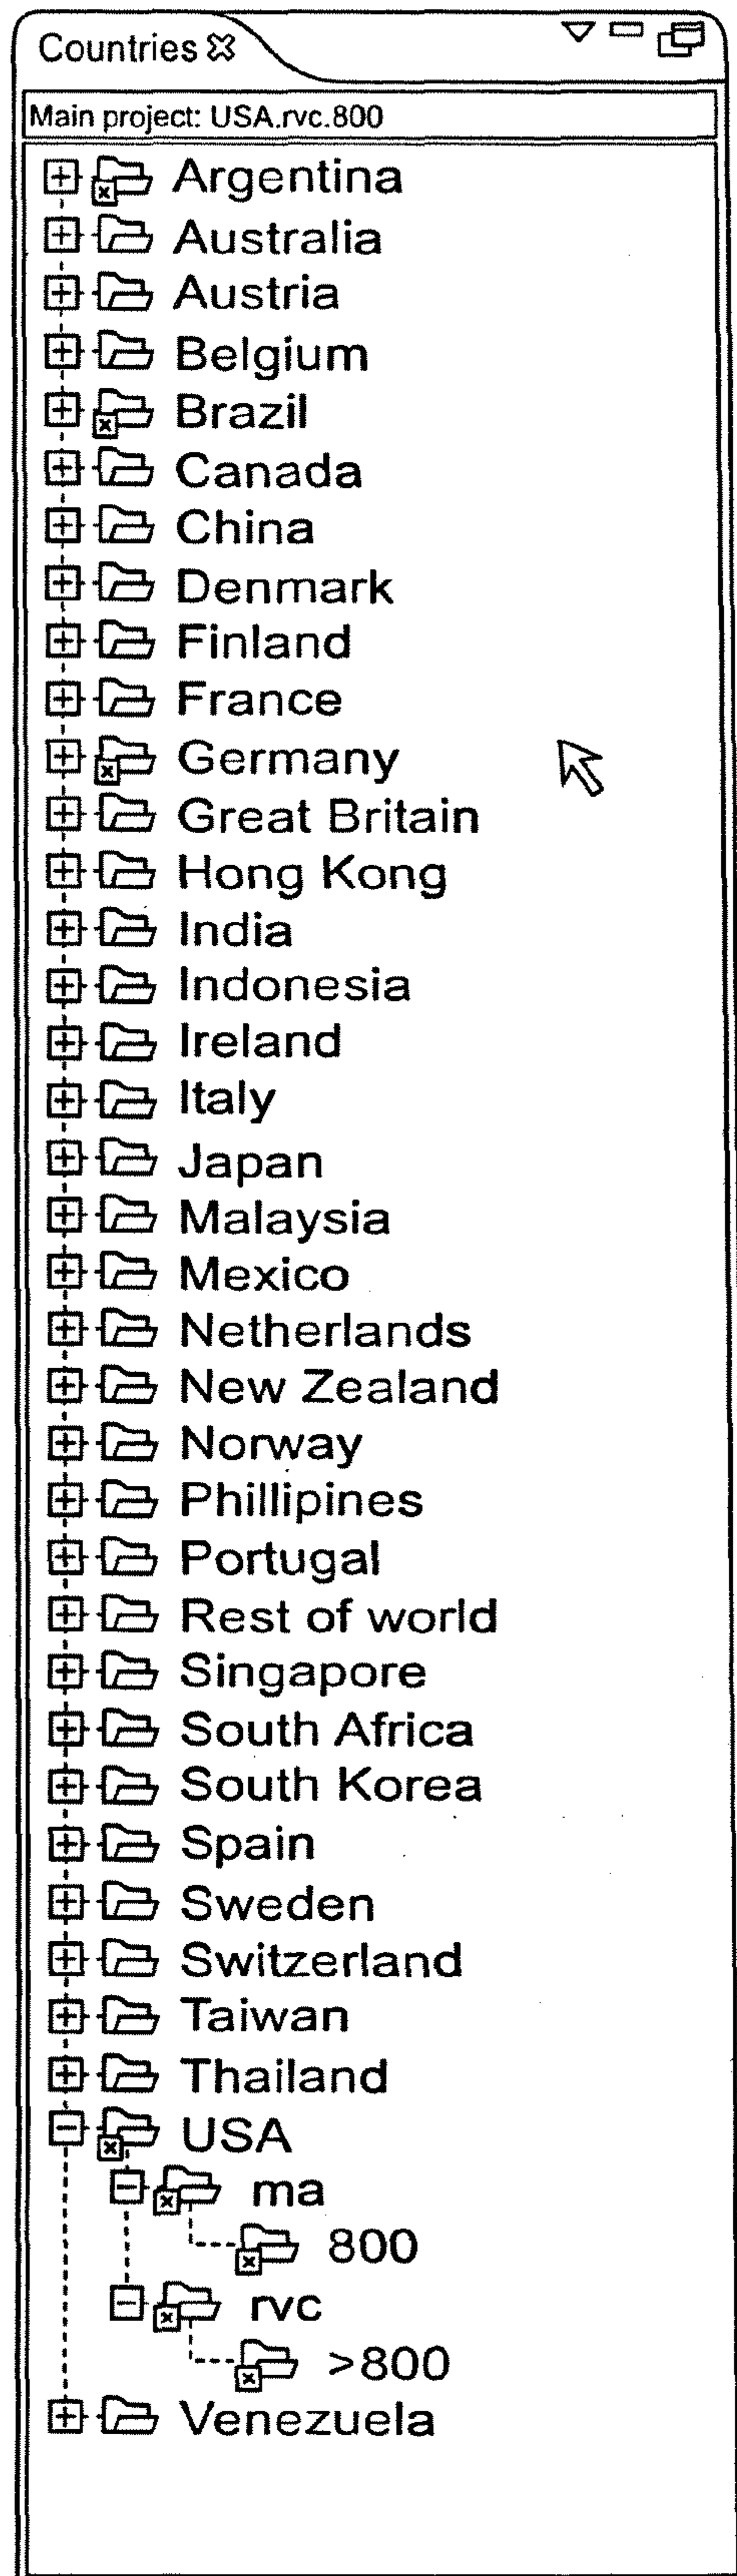 Countries
Main project: USA.rvc.800
Argentina
Australia
Austria
Belgium
Brazil
Canada
China
Denmark
Finland
France
Germany
Great Britain
Hong Kong
India
Indonesia
Ireland
Italy
Japan
Malaysia
Mexico
Netherlands
New Zealand
Norway
Phillipines
Portugal
Rest of world
Singapore
South Africa
South Korea
Spain
Sweden
Switzerland
Taiwan
Thailand
USA
ma
800
rvc
>800
Venezuela